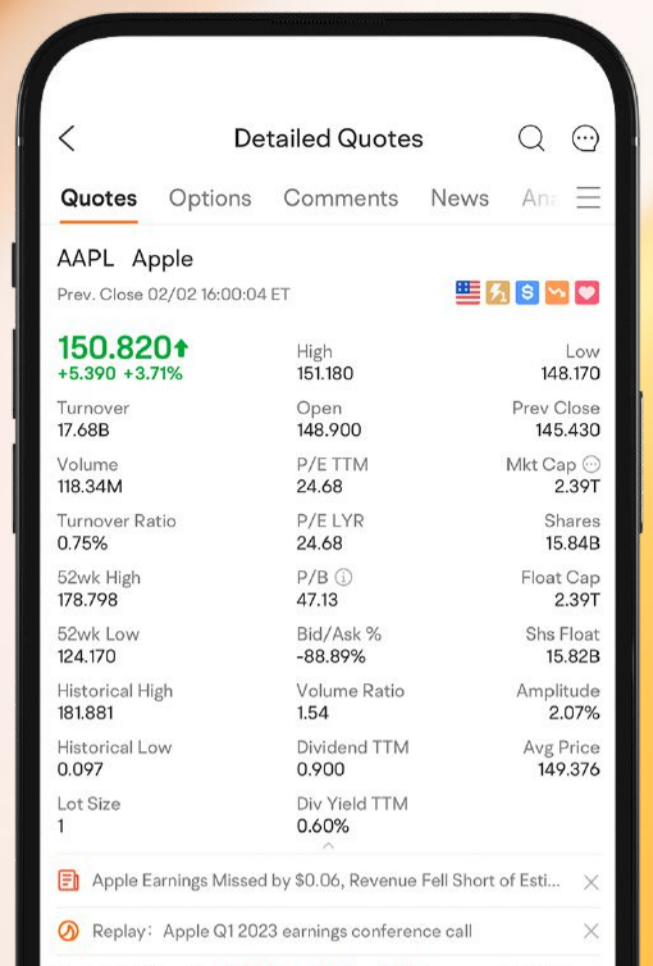 Detailed Quotes
Quotes Options Comments News Ana
AAPL Apple
Prev. Close 02/02 16:00:04 ET
150.820↑
+5.390 +3.71%
High Low
151.180 148.170
Turnover Open Prev Close
17.68B 148.900 145.430
Volume P/E TTM Mkt Cap
118.34M 24.68 2.39T
Turnover Ratio P/E LYR Shares
0.75% 24.68 15.84B
52wk High P/B Float Cap
178.798 47.13 2.39T
52wk Low Bid/Ask % Shs Float
124.170 -88.89% 15.82B
Historical High Volume Ratio Amplitude
181.881 1.54 2.07%
Historical Low Dividend TTM Avg Price
0.097 0.900 149.376
Lot Size Div Yield TTM
1 0.60%
Apple Earnings Missed by $0.06, Revenue Fell Short of Esti...
Replay: Apple Q1 2023 earnings conference call